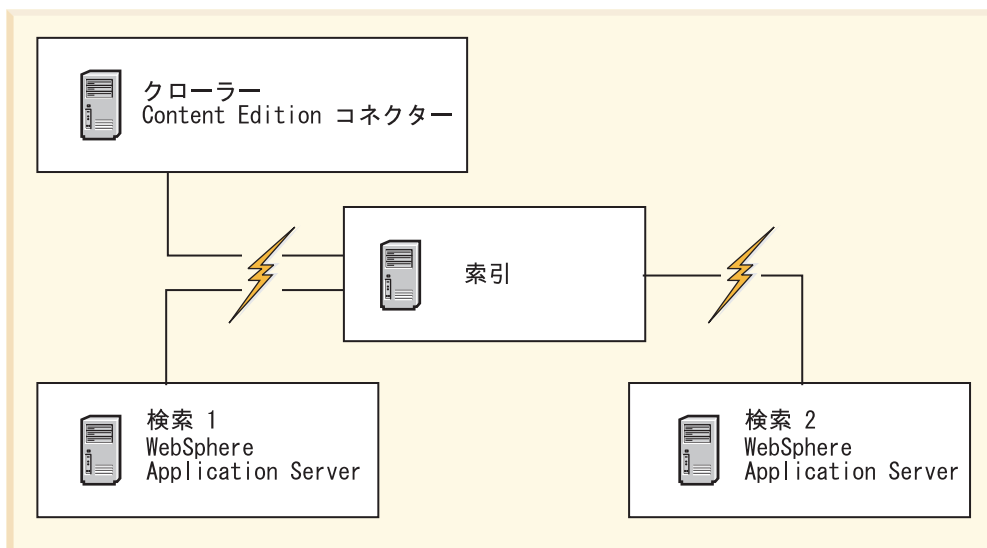 クローラー
Content Edition コネクター
索引
検索 1
WebSphere
Application Server
検索 2
WebSphere
Application Server